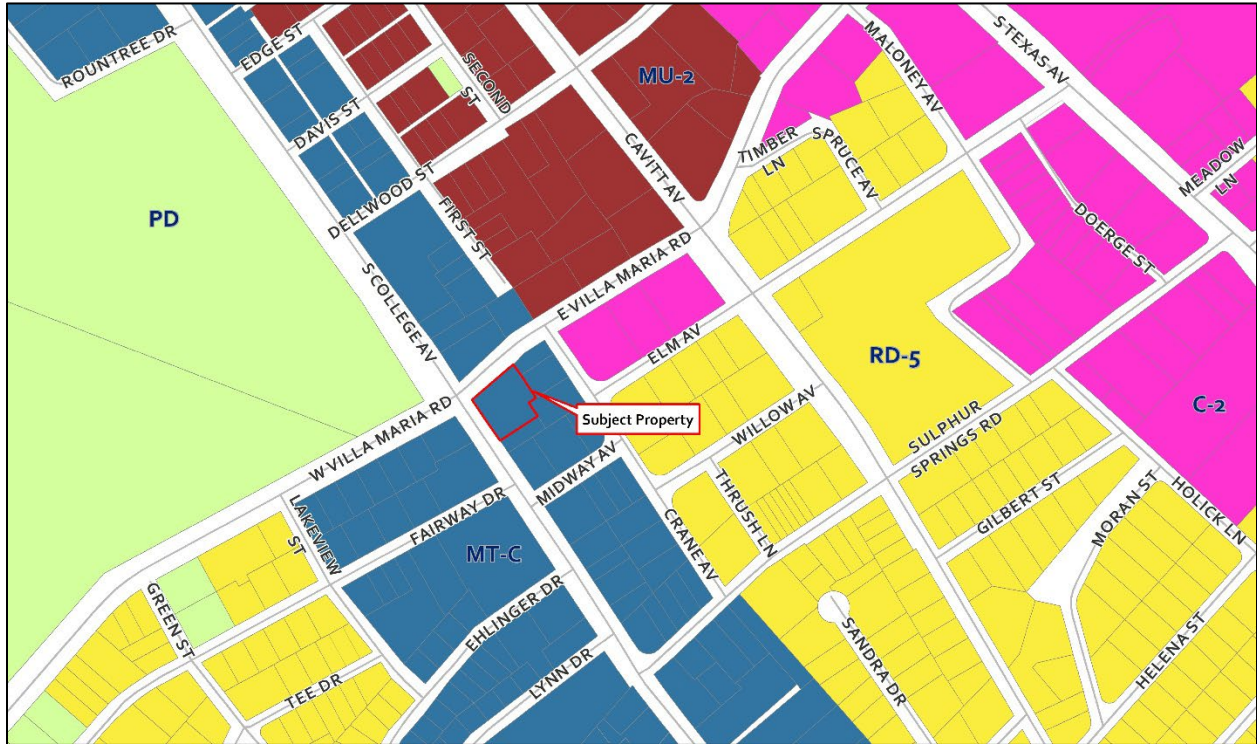 ROUNTREE DR
EDGE ST
DAVIS ST
SECOND
ST
MU-2
MALONEY AV
S TEXAS AV
MEADOW
LN
TIMBER
LN
SPRUCE AV
CAVITT AV
DELLWOOD ST
FIRST ST
DOERGE ST
PD
S COLLEGE AV
E VILLA MARIA RD
ELM AV
RD-5
C-2
Subject Property
W VILLA MARIA RD
WILLOW AV
SULPHUR
SPRINGS RD
MIDWAY AV
LAKEVIEW
ST
FAIRWAY DR
THRUSH LN
GILBERT ST
MORAN ST
HOLICK LN
MT-C
CRANE AV
GREEN ST
EHLINGER DR
SANDRA DR
HELENA ST
TEE DR
LYNN DR